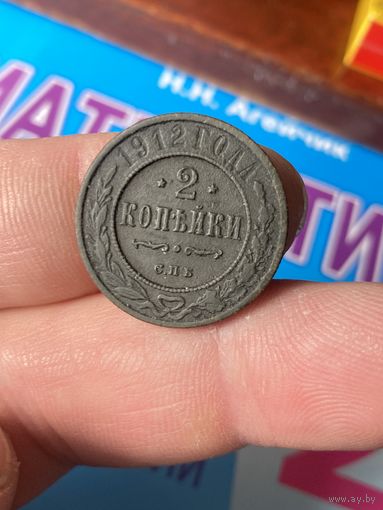 Н.Н. Агейчик
МАТ
ТИ
1912 ГОДА
* 2 *
КОПѢЙКИ
С.П.Б.
www.ay.by